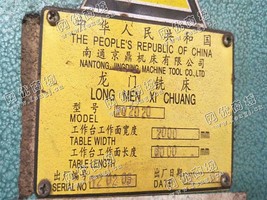 中华人民共和国
THE PEOPLE'S REPUBLIC OF CHINA
南通京鼎机床有限公司
NANTONG JINGDING MACHINE TOOL CO.,LTD
龙门铣床
LONG MEN XI CHUANG
型号
MODEL 2020
工作台工作面宽度 2000 mm
TABLE WIDTH
工作台工作面长度 mm
TABLE LENGTH
出厂编号 出厂日期
SERIAL NO DATE